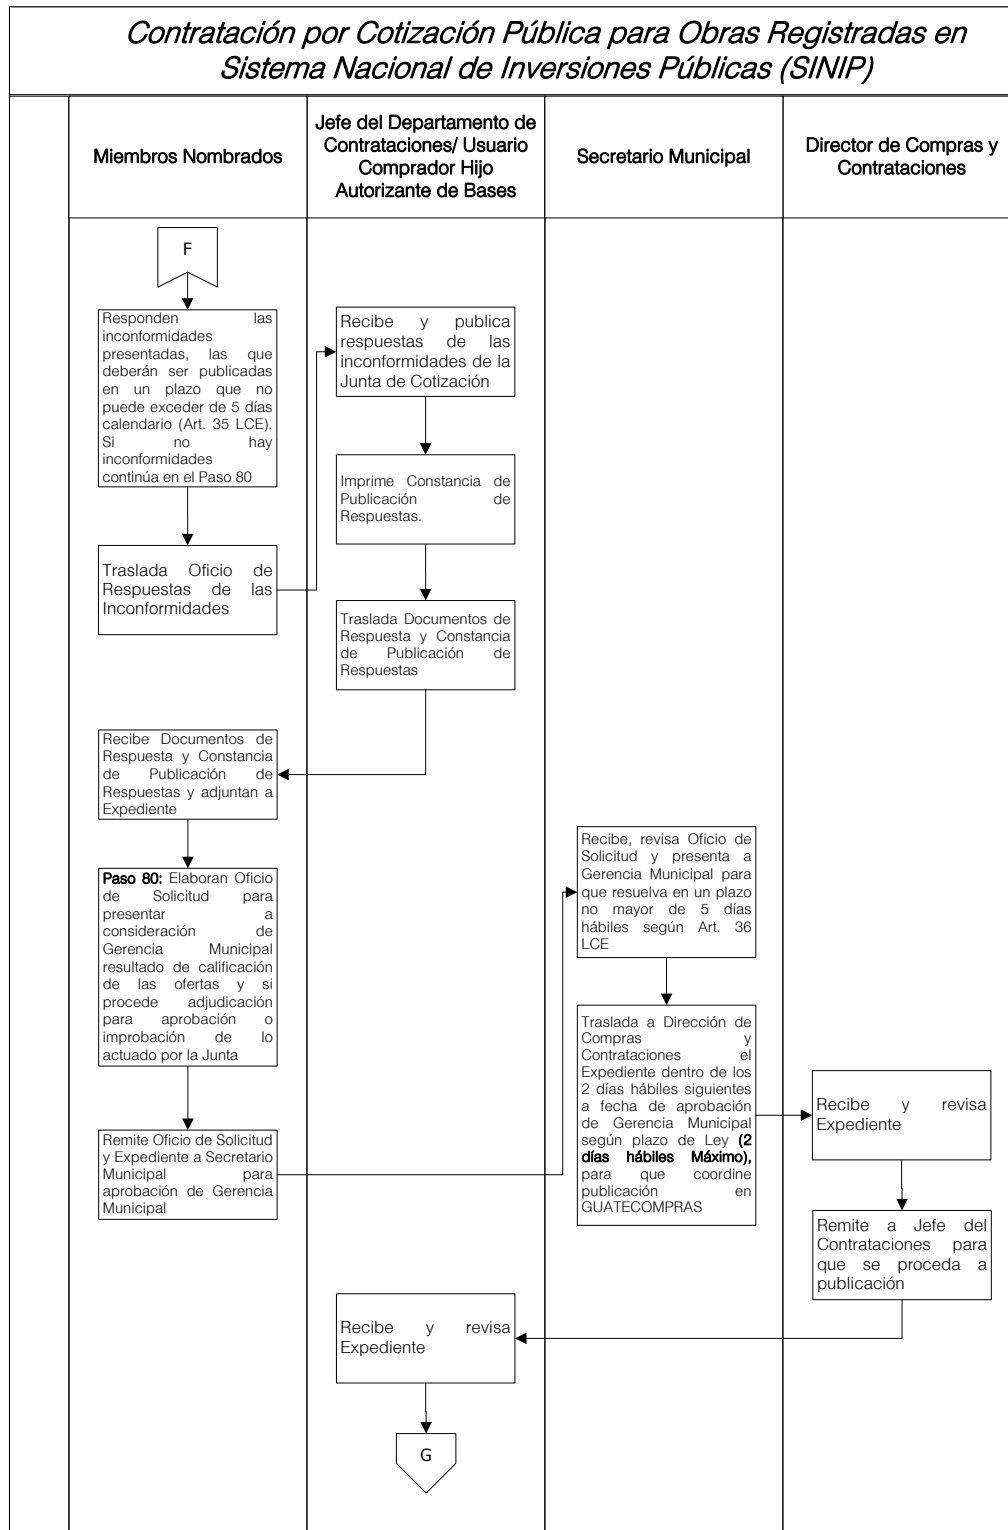 Contratación por Cotización Pública para Obras Registradas en
Sistema Nacional de Inversiones Públicas (SINIP)
Miembros Nombrados
Jefe del Departamento de
Contrataciones/ Usuario
Comprador Hijo
Autorizante de Bases
Secretario Municipal
Director de Compras y
Contrataciones
F
Responden las
inconformidades
presentadas, las que
deberán ser publicadas
en un plazo que no
puede exceder de 5 días
calendario (Art. 35 LCE).
Si no hay
inconformidades
continúa en el Paso 80
Traslada Oficio de
Respuestas de las
Inconformidades
Recibe y publica
respuestas de las
inconformidades de la
Junta de Cotización
Imprime Constancia de
Publicación de
Respuestas.
Traslada Documentos de
Respuesta y Constancia
de Publicación de
Respuestas
Recibe Documentos de
Respuesta y Constancia
de Publicación de
Respuestas y adjuntan a
Expediente
Paso 80: Elaboran Oficio
de Solicitud para
presentar a
consideración de
Gerencia Municipal
resultado de calificación
de las ofertas y si
procede adjudicación
para aprobación o
improbación de lo
actuado por la Junta
Remite Oficio de Solicitud
y Expediente a Secretario
Municipal para
aprobación de Gerencia
Municipal
Recibe, revisa Oficio de
Solicitud y presenta a
Gerencia Municipal para
que resuelva en un plazo
no mayor de 5 días
hábiles según Art. 36
LCE
Traslada a Dirección de
Compras y
Contrataciones el
Expediente dentro de los
2 días hábiles siguientes
a fecha de aprobación
de Gerencia Municipal
según plazo de Ley (2
días hábiles Máximo),
para que coordine
publicación en
GUATECOMPRAS
Recibe y revisa
Expediente
Remite a Jefe del
Contrataciones para
que se proceda a
publicación
Recibe y revisa
Expediente
G